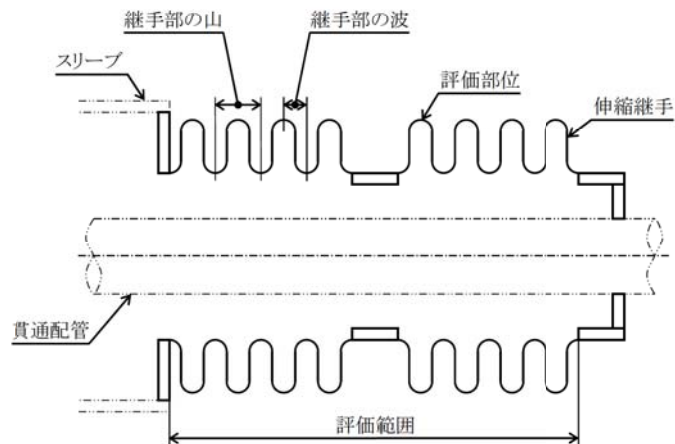 継手部の山
継手部の波
スリーブ
評価部位
伸縮継手
貫通配管
評価範囲